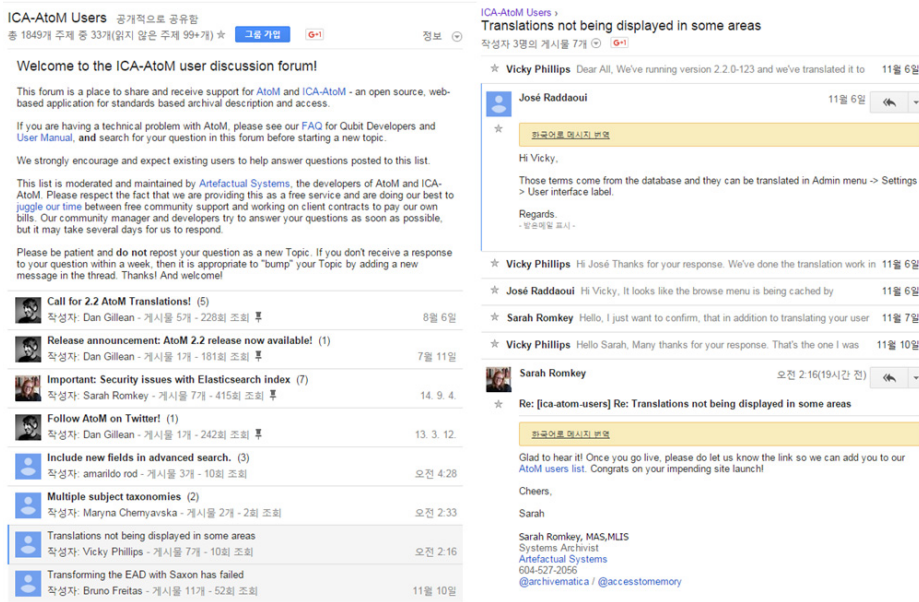 ICA-AtoM Users 공개적으로 공유함
총 1849개 주제 중 33개(읽지 않은 주제 99+개) 그룹 가입 G+1 정보
Welcome to the ICA-AtoM user discussion forum!
This forum is a place to share and receive support for AtoM and ICA-AtoM - an open source, web-
based application for standards based archival description and access.
If you are having a technical problem with AtoM, please see our FAQ for Qubit Developers and
User Manual, and search for your question in this forum before starting a new topic.
We strongly encourage and expect existing users to help answer questions posted to this list.
This list is moderated and maintained by Artefactual Systems, the developers of AtoM and ICA-
AtoM. Please respect the fact that we are providing this as a free service and are doing our best to
juggle our time between free community support and working on client contracts to pay our own
bills. Our community manager and developers try to answer your questions as soon as possible,
but it may take several days for us to respond.
Please be patient and do not repost your question as a new Topic. If you don't receive a response
to your question within a week, then it is appropriate to "bump" your Topic by adding a new
message in the thread. Thanks! And welcome!
Call for 2.2 AtoM Translations! (5)
작성자: Dan Gillean - 게시물 5개 - 228회 조회 8월 6일
Release announcement: AtoM 2.2 release now available! (1)
작성자: Dan Gillean - 게시물 1개 - 181회 조회 7월 11일
Important: Security issues with Elasticsearch index (7)
작성자: Sarah Romkey - 게시물 7개 - 415회 조회 14. 9. 4.
Follow AtoM on Twitter! (1)
작성자: Dan Gillean - 게시물 1개 - 242회 조회 13. 3. 12.
Include new fields in advanced search. (3)
작성자: amarildo rod - 게시물 3개 - 10회 조회 오전 4:28
Multiple subject taxonomies (2)
작성자: Maryna Chernyavska - 게시물 2개 - 2회 조회 오전 2:33
Translations not being displayed in some areas
작성자: Vicky Phillips - 게시물 7개 - 10회 조회 오전 2:16
Transforming the EAD with Saxon has failed
작성자: Bruno Freitas - 게시물 11개 - 52회 조회 11월 10일
ICA-AtoM Users ›
Translations not being displayed in some areas
작성자 3명의 게시물 7개 G+1
Vicky Phillips Dear All, We've running version 2.2.0-123 and we've translated it to 11월 6일
José Raddaoui 11월 6일
한국어로 메시지 번역
Hi Vicky,
Those terms come from the database and they can be translated in Admin menu -> Settings
> User interface label.
Regards.
- 받은메일 표시 -
Vicky Phillips Hi José Thanks for your response. We've done the translation work in 11월 6일
José Raddaoui Hi Vicky, It looks like the browse menu is being cached by 11월 6일
Sarah Romkey Hello, I just want to confirm, that in addition to translating your user 11월 7일
Vicky Phillips Hello Sarah, Many thanks for your response. That's the one I was 11월 10일
Sarah Romkey 오전 2:16(19시간 전)
Re: [ica-atom-users] Re: Translations not being displayed in some areas
한국어로 메시지 번역
Glad to hear it! Once you go live, please do let us know the link so we can add you to our
AtoM users list. Congrats on your impending site launch!
Cheers,
Sarah
Sarah Romkey, MAS,MLIS
Systems Archivist
Artefactual Systems
604-527-2056
@archivematica / @accesstomemory